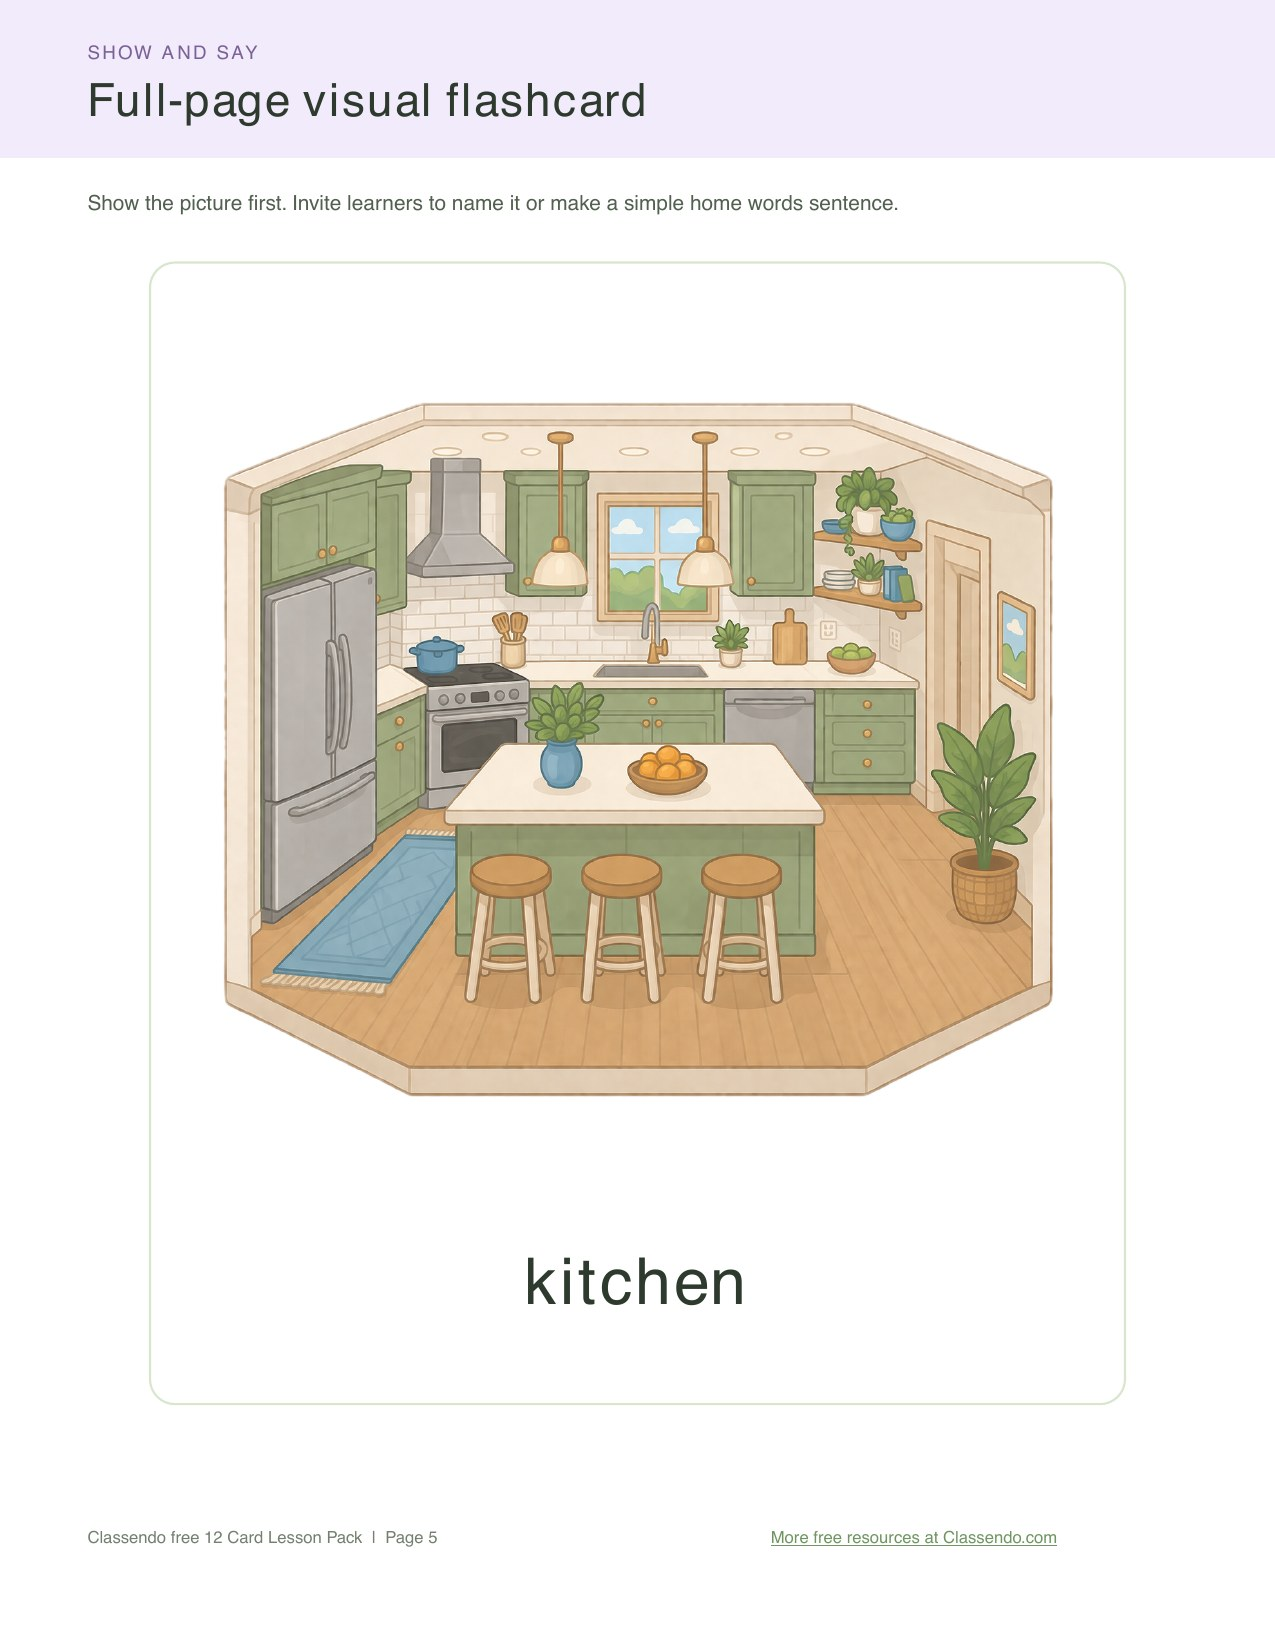 SHOW AND SAY
Full-page visual flashcard
Show the picture first. Invite learners to name it or make a simple home words sentence.
kitchen
Classendo free 12 Card Lesson Pack | Page 5
More free resources at Classendo.com